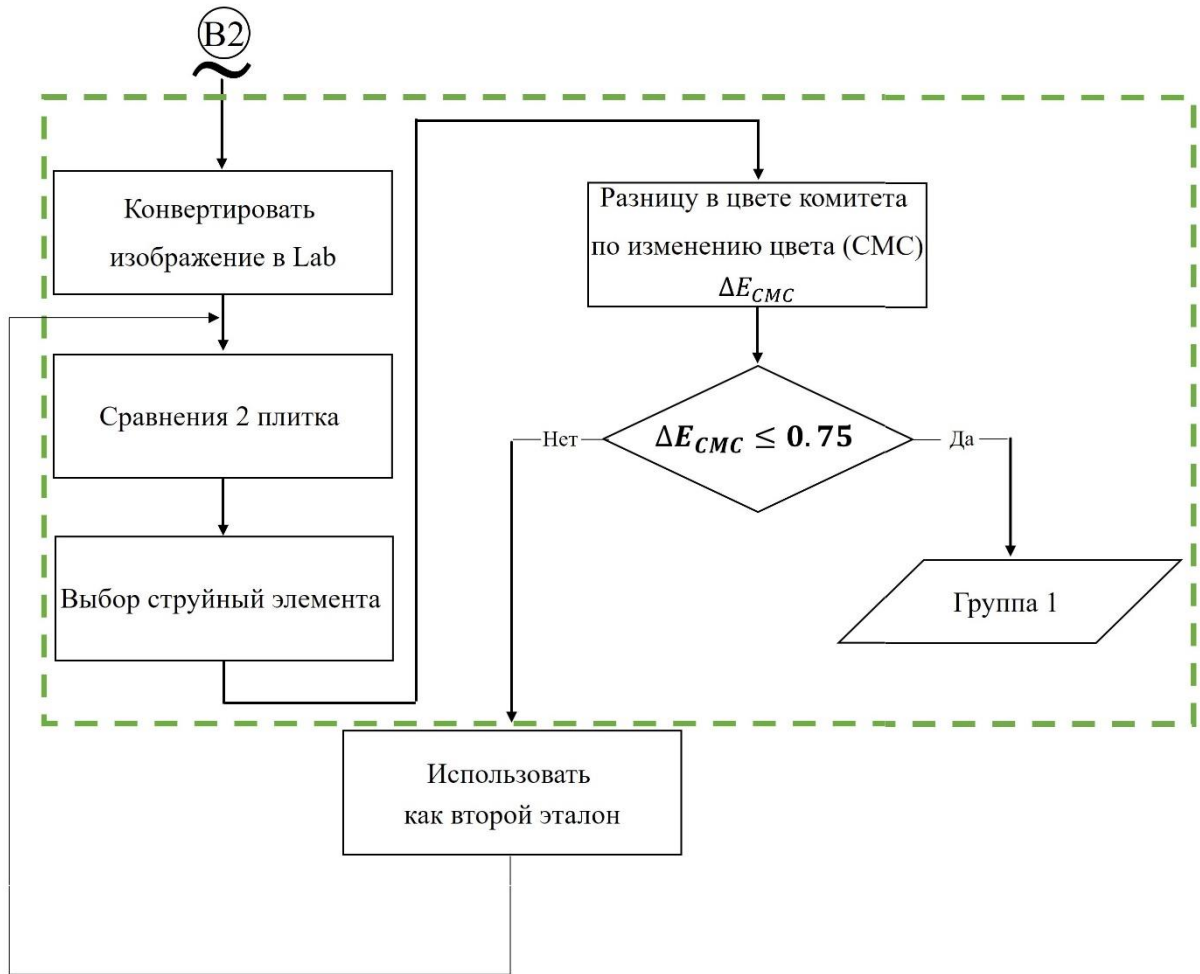 B2
Конвертировать
изображение в Lab
Сравнения 2 плитка
Выбор струйный элемента
Разницу в цвете комитета
по изменению цвета (CMC)
ΔE_CMC
ΔE_CMC ≤ 0.75
Нет
Да
Группа 1
Использовать
как второй эталон